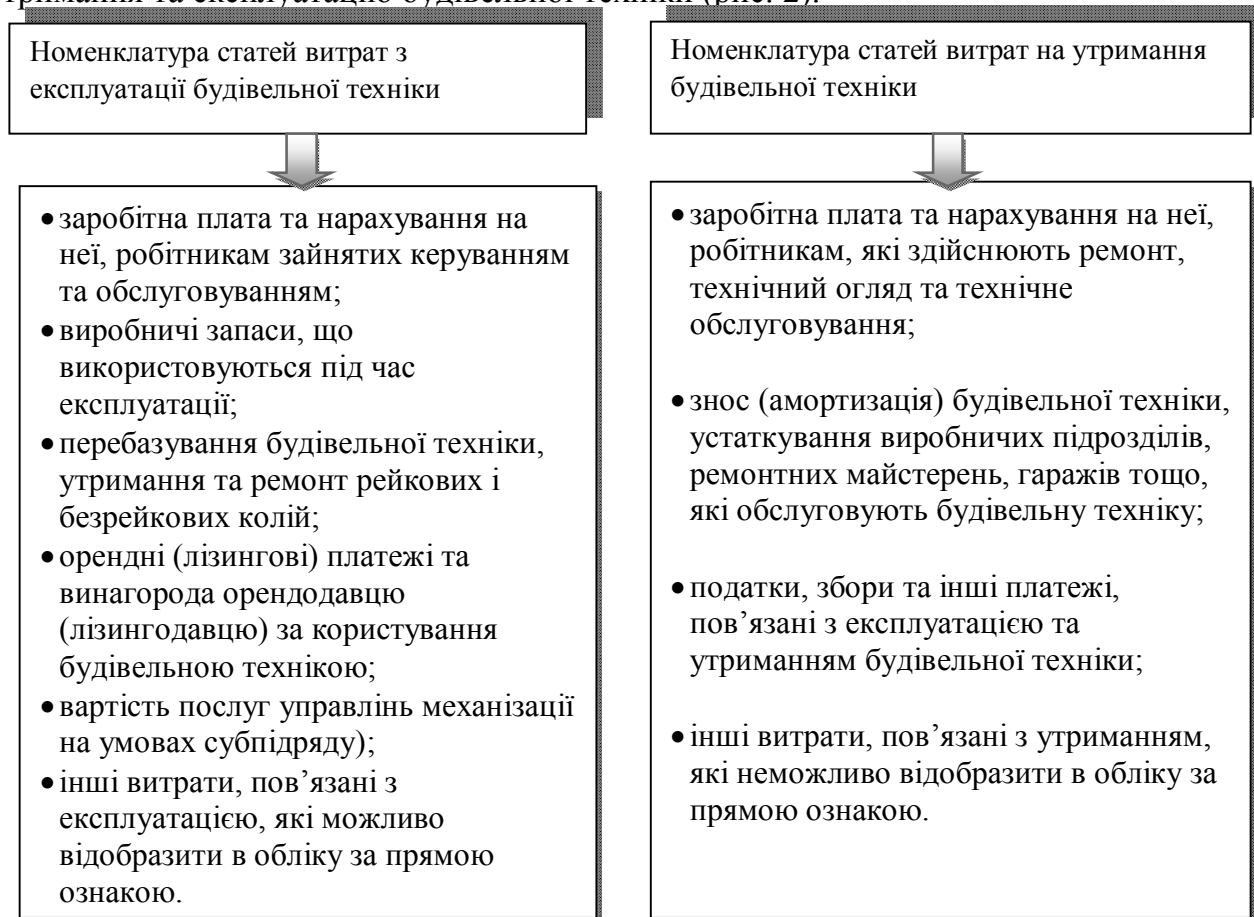 експлуатацію будівельної техніки (рис. 2).
Номенклатура статей витрат з
експлуатації будівельної техніки
• заробітна плата та нарахування на
неї, робітникам зайнятих керуванням
та обслуговуванням;
• виробничі запаси, що
використовуються під час
експлуатації;
• перебазування будівельної техніки,
утримання та ремонт рейкових і
безрейкових колій;
• орендні (лізингові) платежі та
винагорода орендодавцю
(лізингодавцю) за користування
будівельною технікою;
• вартість послуг управлінь механізації
на умовах субпідряду);
• інші витрати, пов’язані з
експлуатацією, які можливо
відобразити в обліку за прямою
ознакою.
Номенклатура статей витрат на утримання
будівельної техніки
• заробітна плата та нарахування на неї,
робітникам, які здійснюють ремонт,
технічний огляд та технічне
обслуговування;
• знос (амортизація) будівельної техніки,
устаткування виробничих підрозділів,
ремонтних майстерень, гаражів тощо,
які обслуговують будівельну техніку;
• податки, збори та інші платежі,
пов’язані з експлуатацією та
утриманням будівельної техніки;
• інші витрати, пов’язані з утриманням,
які неможливо відобразити в обліку за
прямою ознакою.